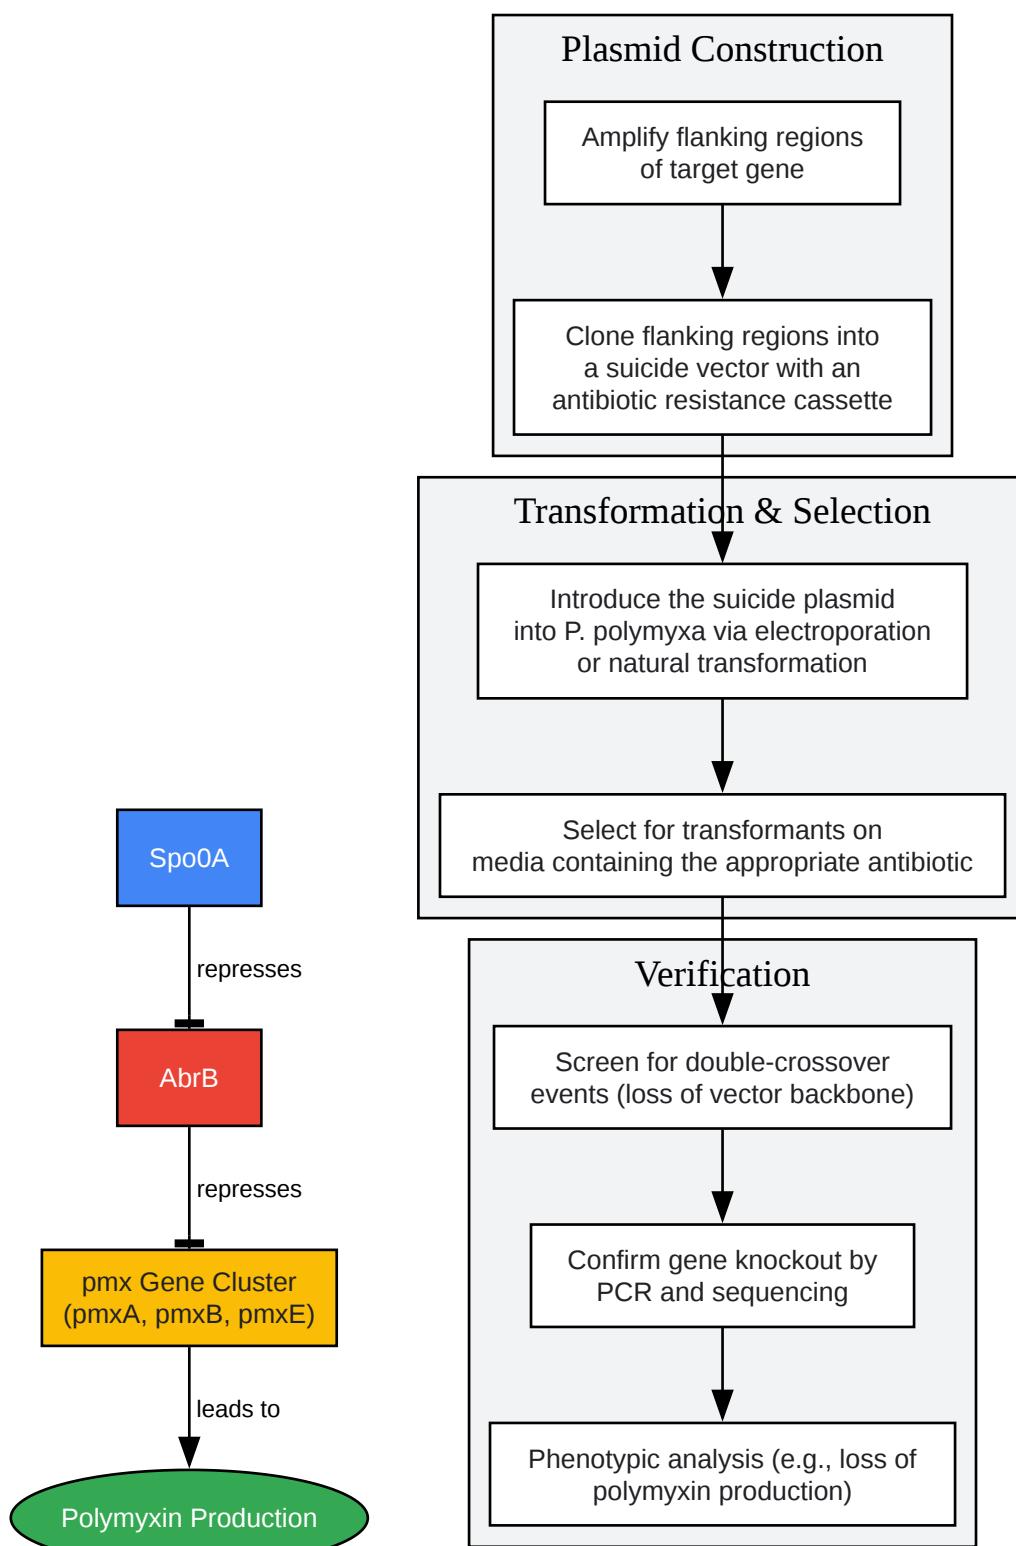 Plasmid Construction
Amplify flanking regions
of target gene
Clone flanking regions into
a suicide vector with an
antibiotic resistance cassette
Transformation & Selection
Introduce the suicide plasmid
into P. polymyxa via electroporation
or natural transformation
Select for transformants on
media containing the appropriate antibiotic
Verification
Screen for double-crossover
events (loss of vector backbone)
Confirm gene knockout by
PCR and sequencing
Phenotypic analysis (e.g., loss of
polymyxin production)
Spo0A
represses
AbrB
represses
pmx Gene Cluster
(pmxA, pmxB, pmxE)
leads to
Polymyxin Production